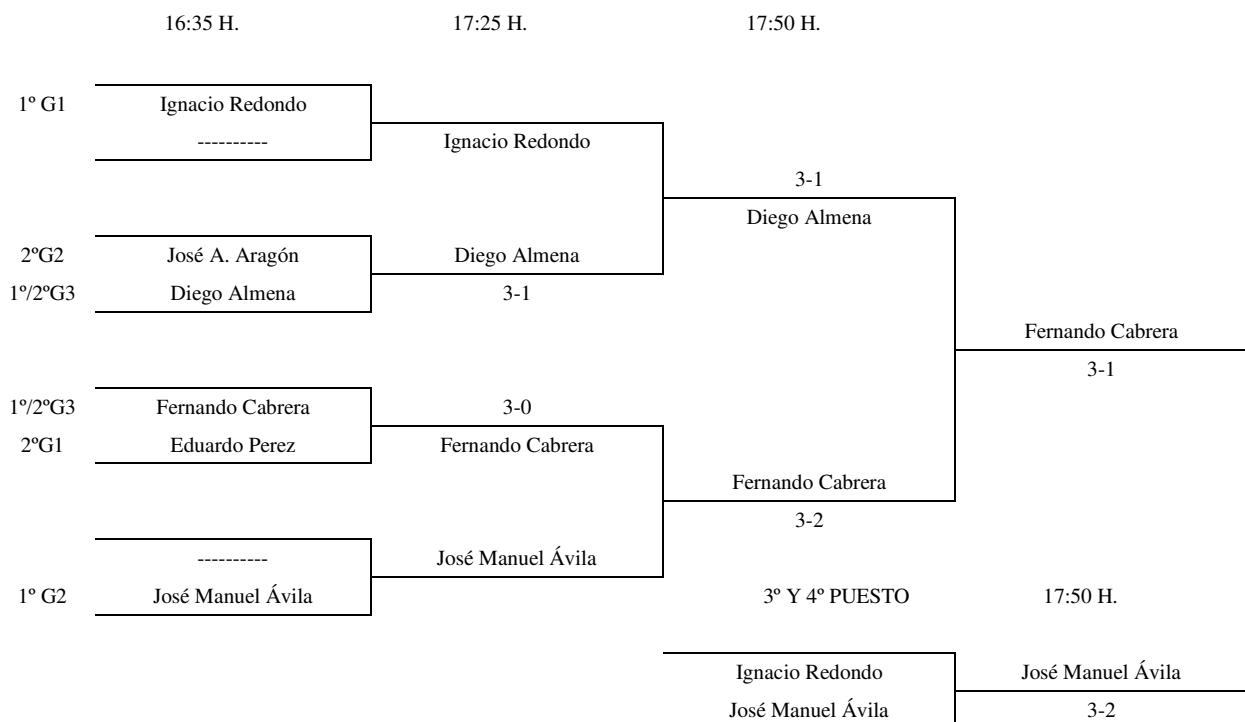 16:35 H. 17:25 H. 17:50 H.
1º G1 Ignacio Redondo
---------- Ignacio Redondo
3-1
Diego Almena
2ºG2 José A. Aragón Diego Almena
1º/2ºG3 Diego Almena 3-1
Fernando Cabrera
3-1
1º/2ºG3 Fernando Cabrera 3-0
2ºG1 Eduardo Perez Fernando Cabrera
Fernando Cabrera
3-2
---------- José Manuel Ávila
1º G2 José Manuel Ávila 3º Y 4º PUESTO 17:50 H.
Ignacio Redondo José Manuel Ávila
José Manuel Ávila 3-2